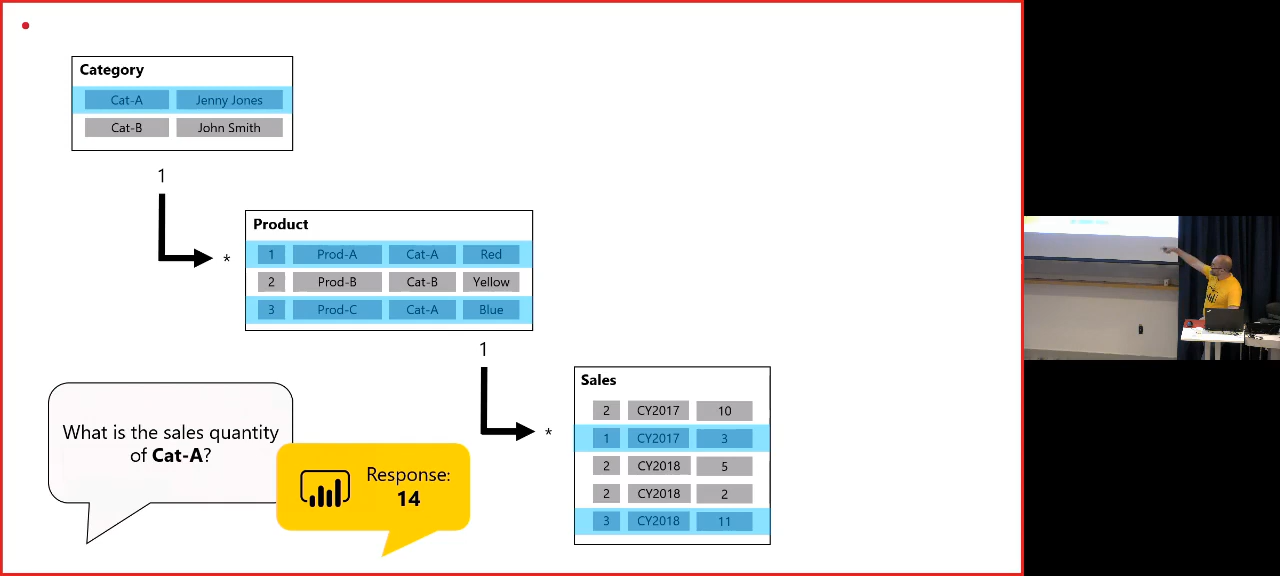 Category
Cat-A Jenny Jones
Cat-B John Smith
1
*
Product
1 Prod-A Cat-A Red
2 Prod-B Cat-B Yellow
3 Prod-C Cat-A Blue
1
*
Sales
2 CY2017 10
1 CY2017 3
2 CY2018 5
2 CY2018 2
3 CY2018 11
What is the sales quantity
of Cat-A?
Response:
14